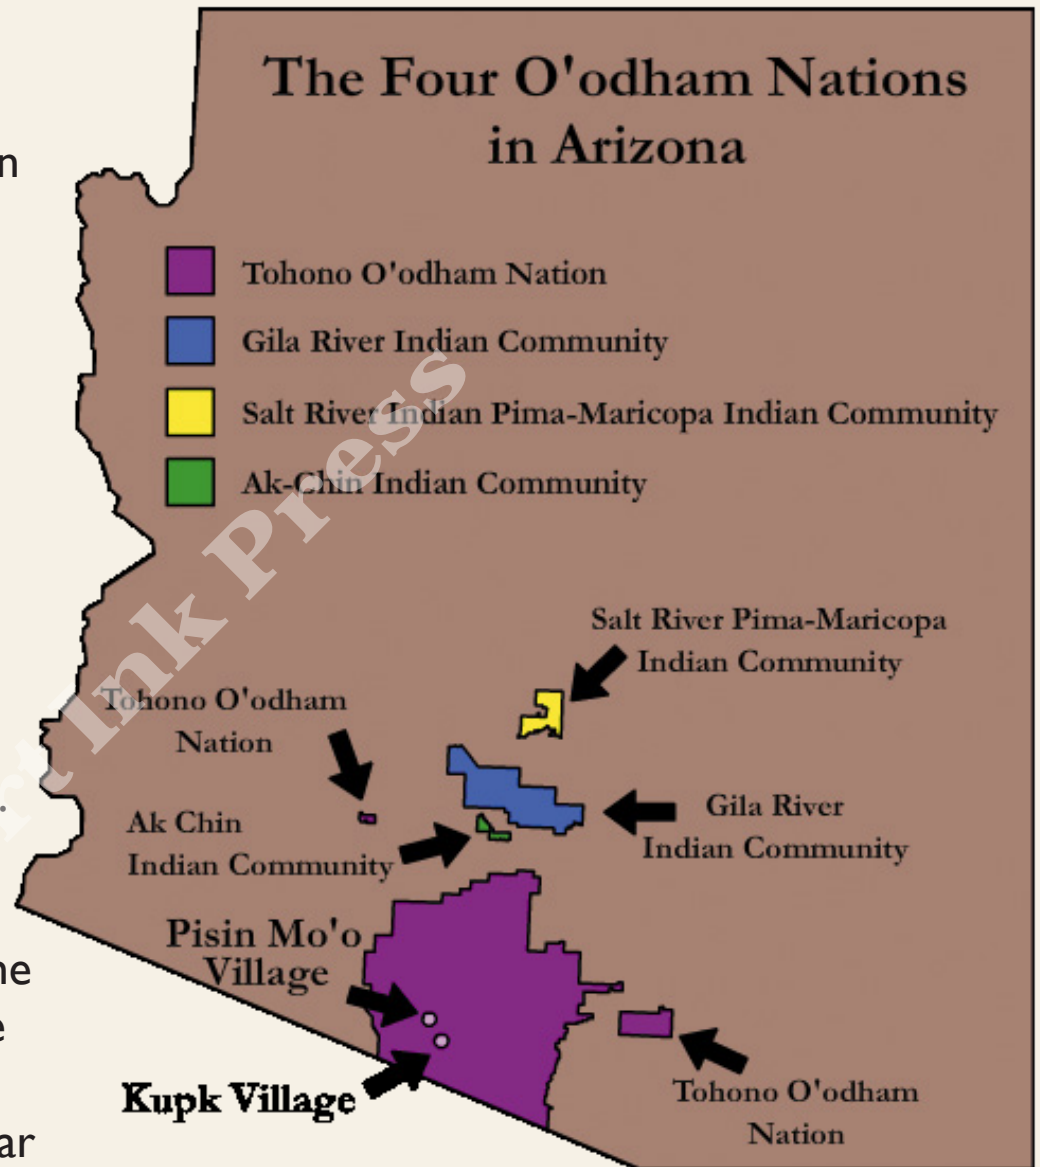 The Four O'odham Nations
in Arizona
Tohono O'odham Nation
Gila River Indian Community
Salt River Indian Pima-Maricopa Indian Community
Ak-Chin Indian Community
Salt River Pima-Maricopa
Indian Community
Tohono O'odham
Nation
Ak Chin
Indian Community
Gila River
Indian Community
Pisin Mo'o
Village
Kupk Village
Tohono O'odham
Nation
Ink Press